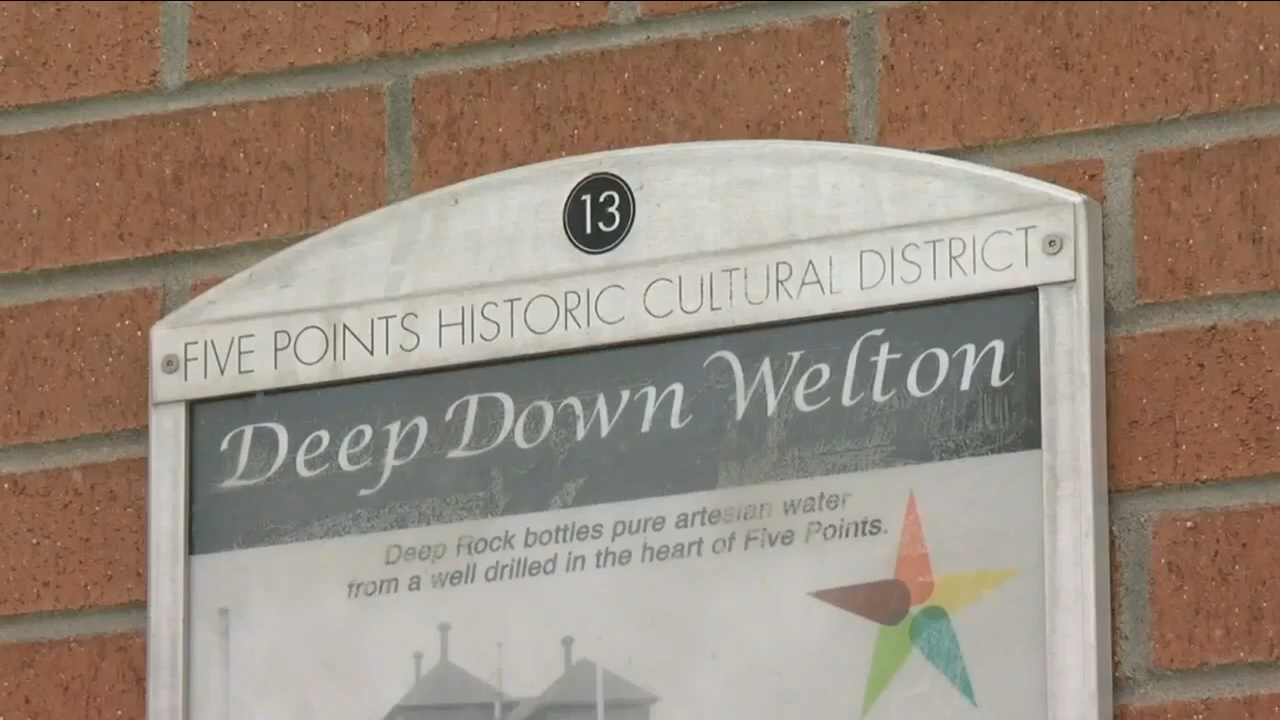 13
FIVE POINTS HISTORIC CULTURAL DISTRICT
Deep Down Welton
Deep Rock bottles pure artesian water
from a well drilled in the heart of Five Points.